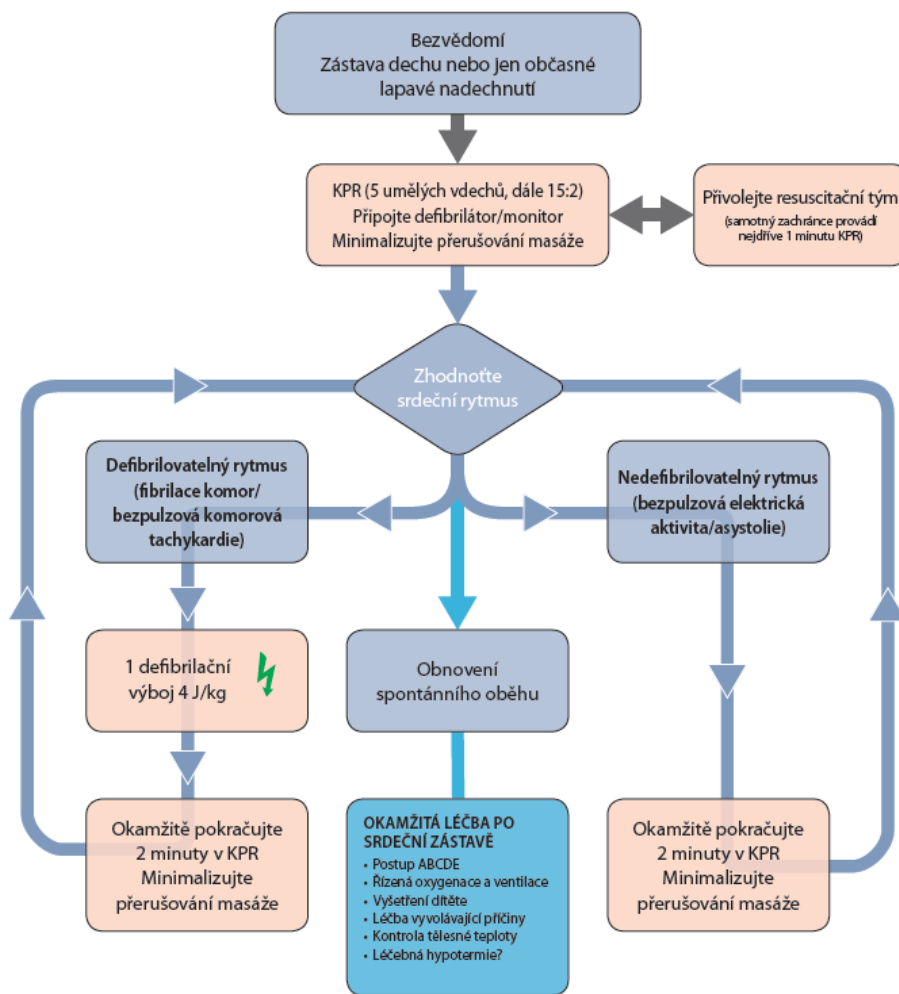 Bezvědomí
Zástava dechu nebo jen občasné
lapavé nadechnutí
KPR (5 umělých vdechů, dále 15:2)
Připojte defibrilátor/monitor
Minimalizujte přerušování masáže
Přivolejte resuscitační tým
(samotný zachránce provádí
nejdříve 1 minutu KPR)
Zhodnoťte
srdeční rytmus
Defibrilovatelný rytmus
(fibrilace komor/
bezpulzová komorová
tachykardie)
Nedefibrilovatelný rytmus
(bezpulzová elektrická
aktivita/asystolie)
1 defibrilační
výboj 4 J/kg
Obnovení
spontánního oběhu
Okamžitě pokračujte
2 minuty v KPR
Minimalizujte
přerušování masáže
OKAMŽITÁ LÉČBA PO
SRDEČNÍ ZÁSTAVĚ
• Postup ABCDE
• Řízená oxygenace a ventilace
• Vyšetření dítěte
• Léčba vyvolávající příčiny
• Kontrola tělesné teploty
• Léčebná hypotermie?
Okamžitě pokračujte
2 minuty v KPR
Minimalizujte
přerušování masáže